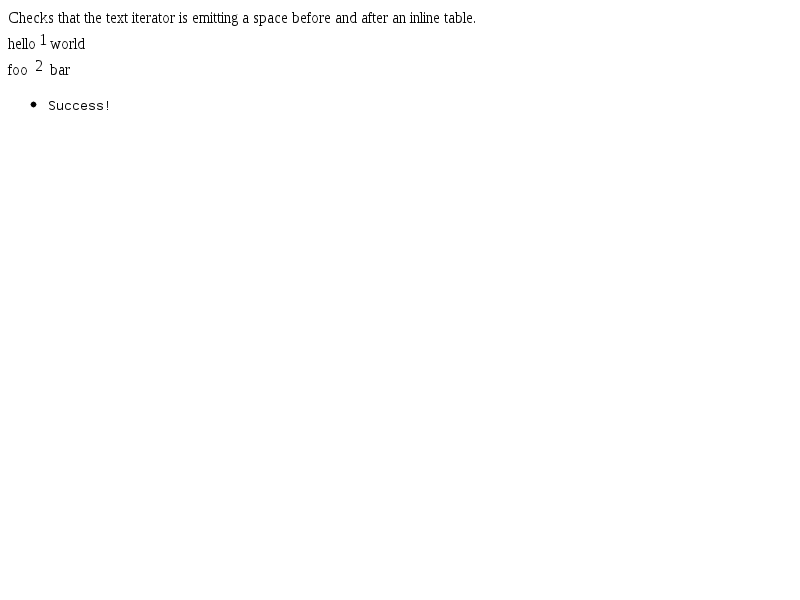 Checks that the text iterator is emitting a space before and after an inline table.
hello 1 world
foo 2 bar
• Success!